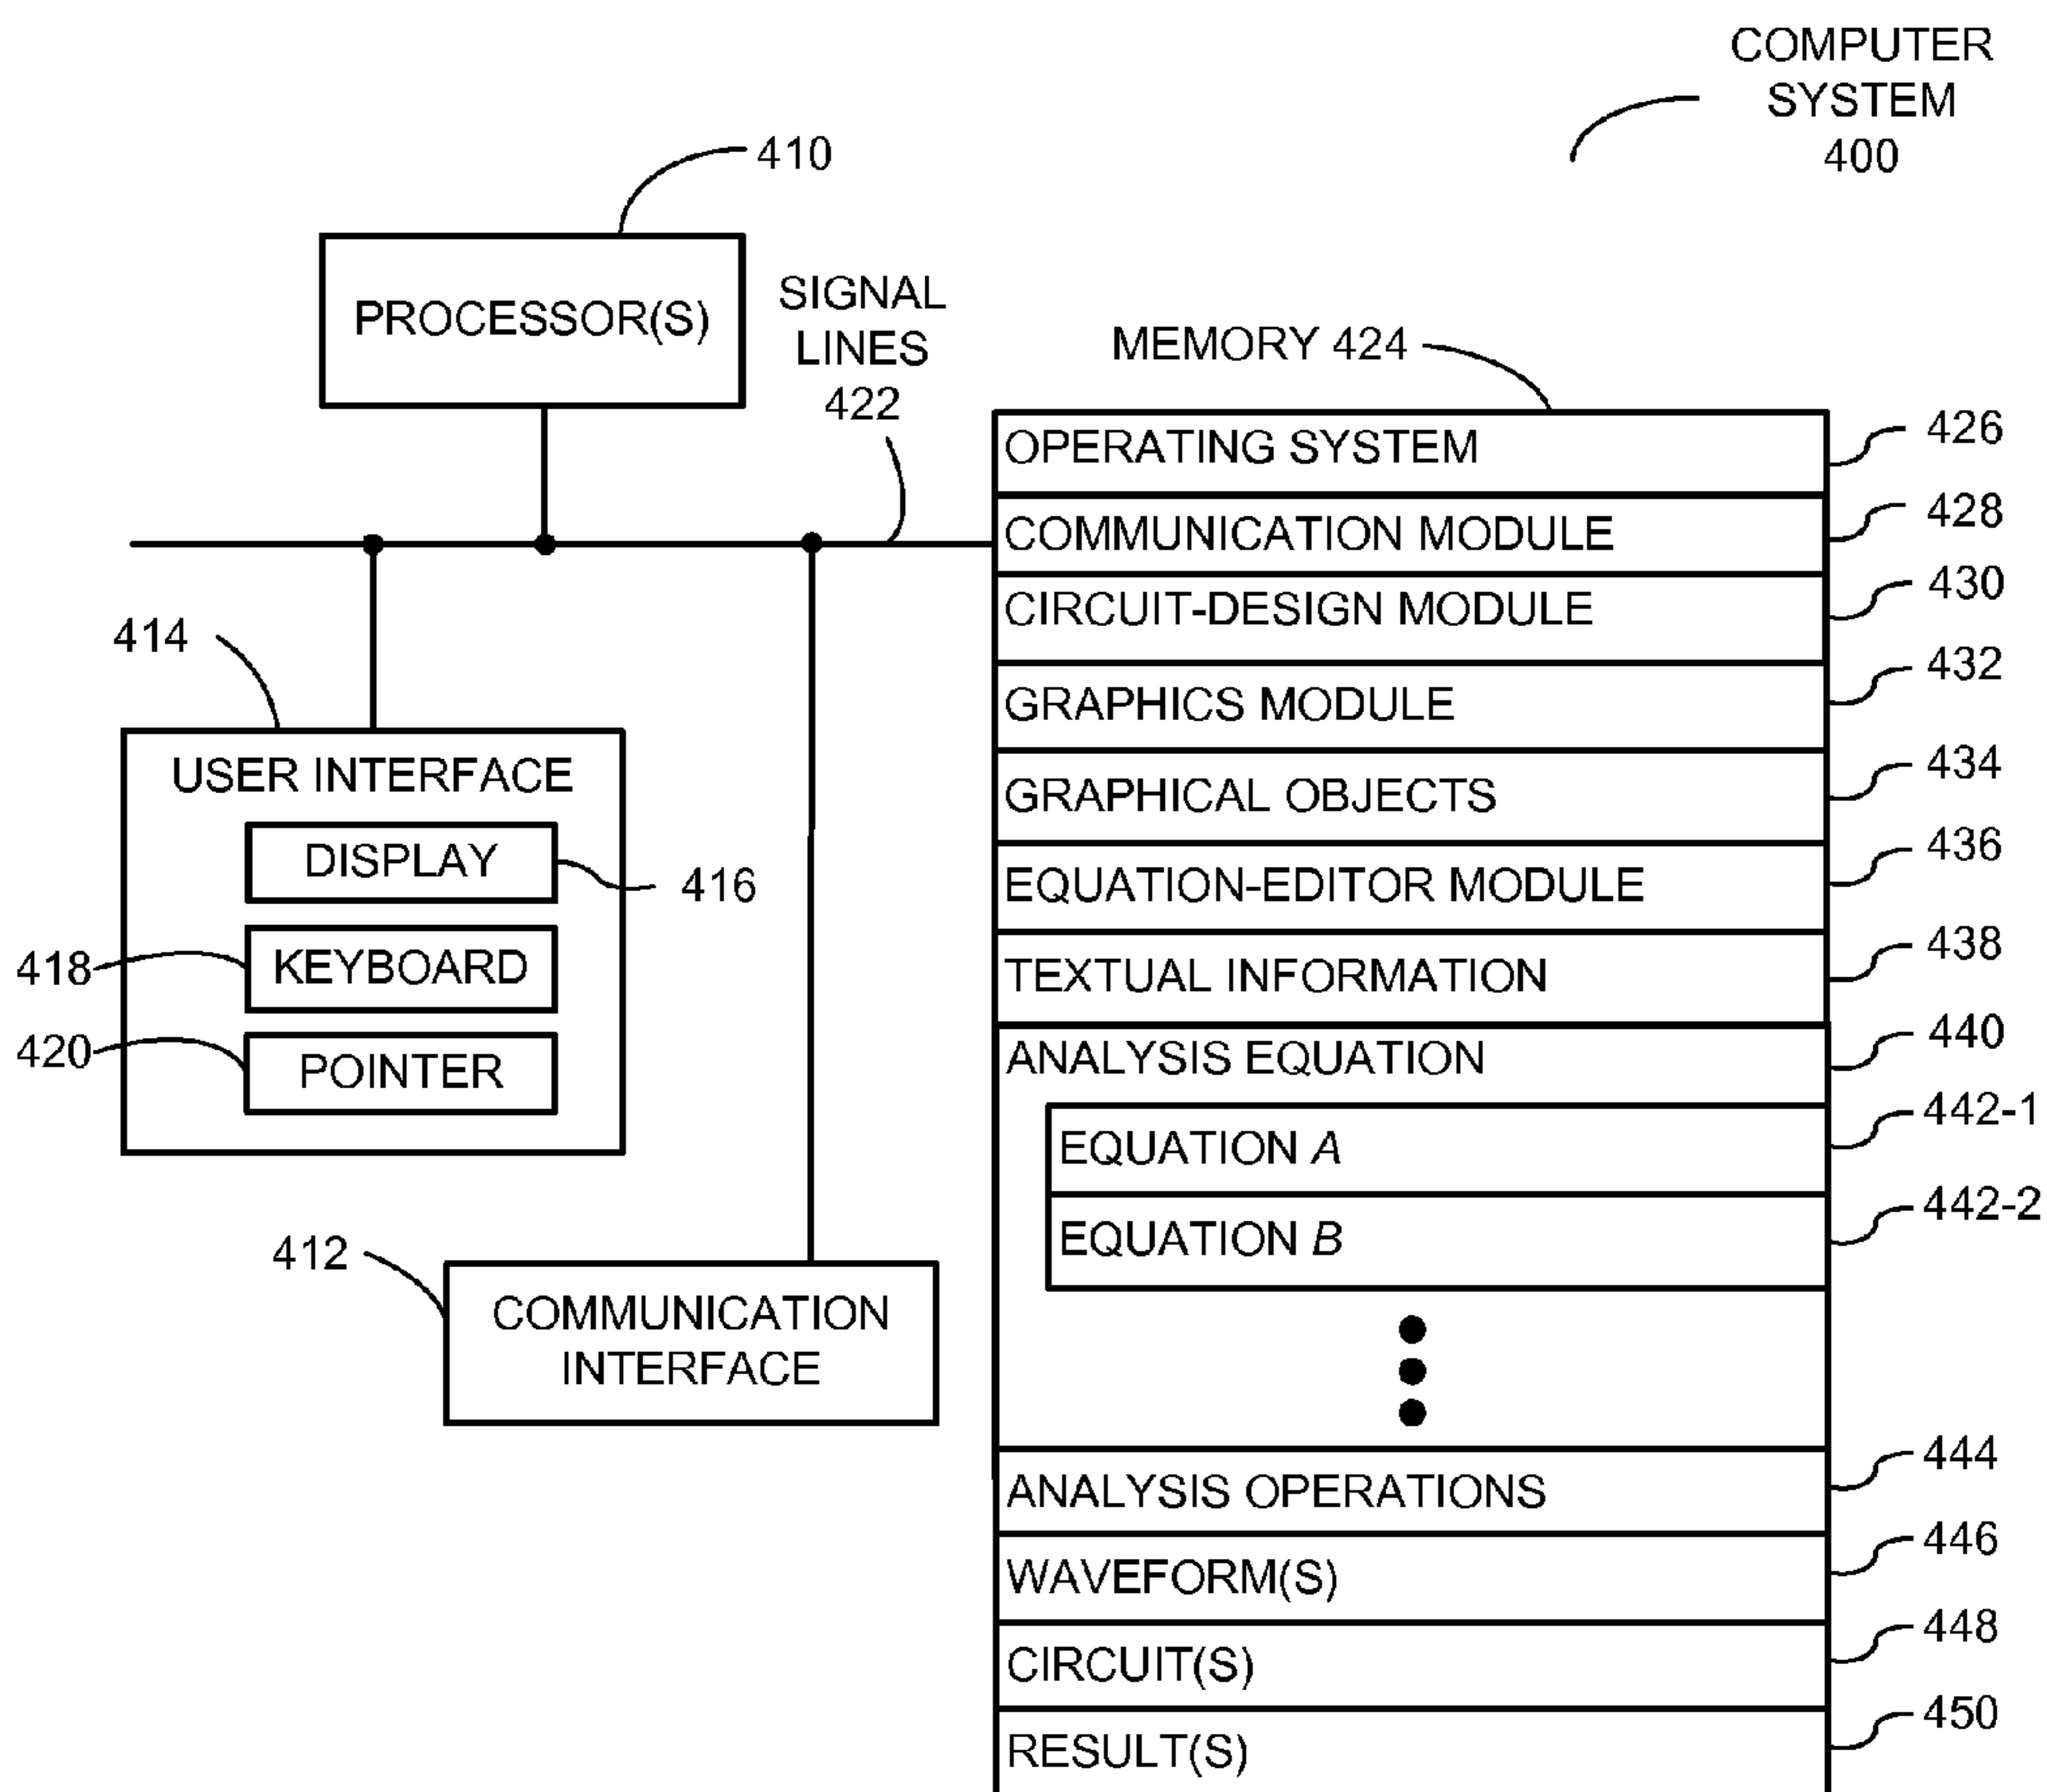 COMPUTER
SYSTEM
400
410
PROCESSOR(S)
SIGNAL
LINES
422
MEMORY 424
OPERATING SYSTEM
426
COMMUNICATION MODULE
428
CIRCUIT-DESIGN MODULE
430
GRAPHICS MODULE
432
GRAPHICAL OBJECTS
434
EQUATION-EDITOR MODULE
436
TEXTUAL INFORMATION
438
ANALYSIS EQUATION
440
EQUATION A
442-1
EQUATION B
442-2
ANALYSIS OPERATIONS
444
WAVEFORM(S)
446
CIRCUIT(S)
448
RESULT(S)
450
414
USER INTERFACE
DISPLAY
416
418
KEYBOARD
420
POINTER
412
COMMUNICATION
INTERFACE